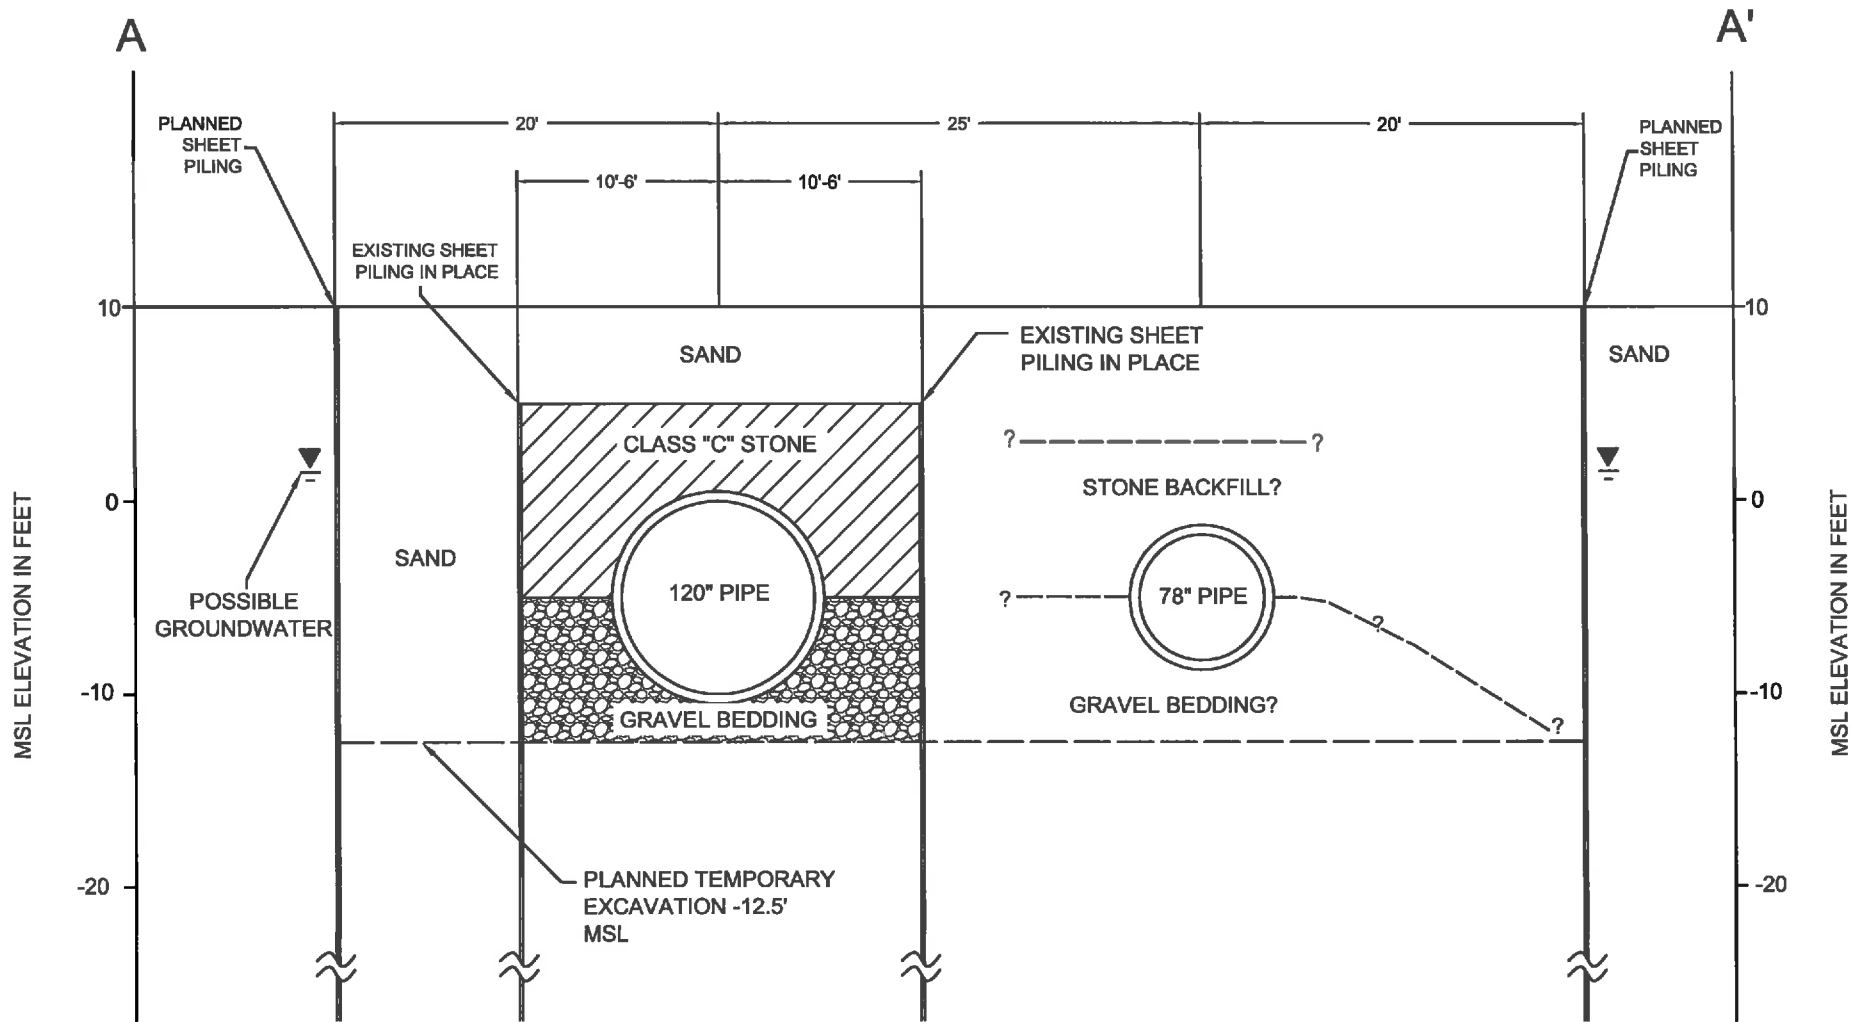 A
A'
PLANNED
SHEET
PILING
20'
25'
20'
PLANNED
SHEET
PILING
10'-6'
10'-6'
EXISTING SHEET
PILING IN PLACE
10
10
SAND
EXISTING SHEET
PILING IN PLACE
SAND
CLASS "C" STONE
? ?
STONE BACKFILL?
0
0
MSL ELEVATION IN FEET
MSL ELEVATION IN FEET
SAND
POSSIBLE
GROUNDWATER
120" PIPE
?
78" PIPE
?
-10
-10
GRAVEL BEDDING
GRAVEL BEDDING?
?
-20
-20
PLANNED TEMPORARY
EXCAVATION -12.5'
MSL